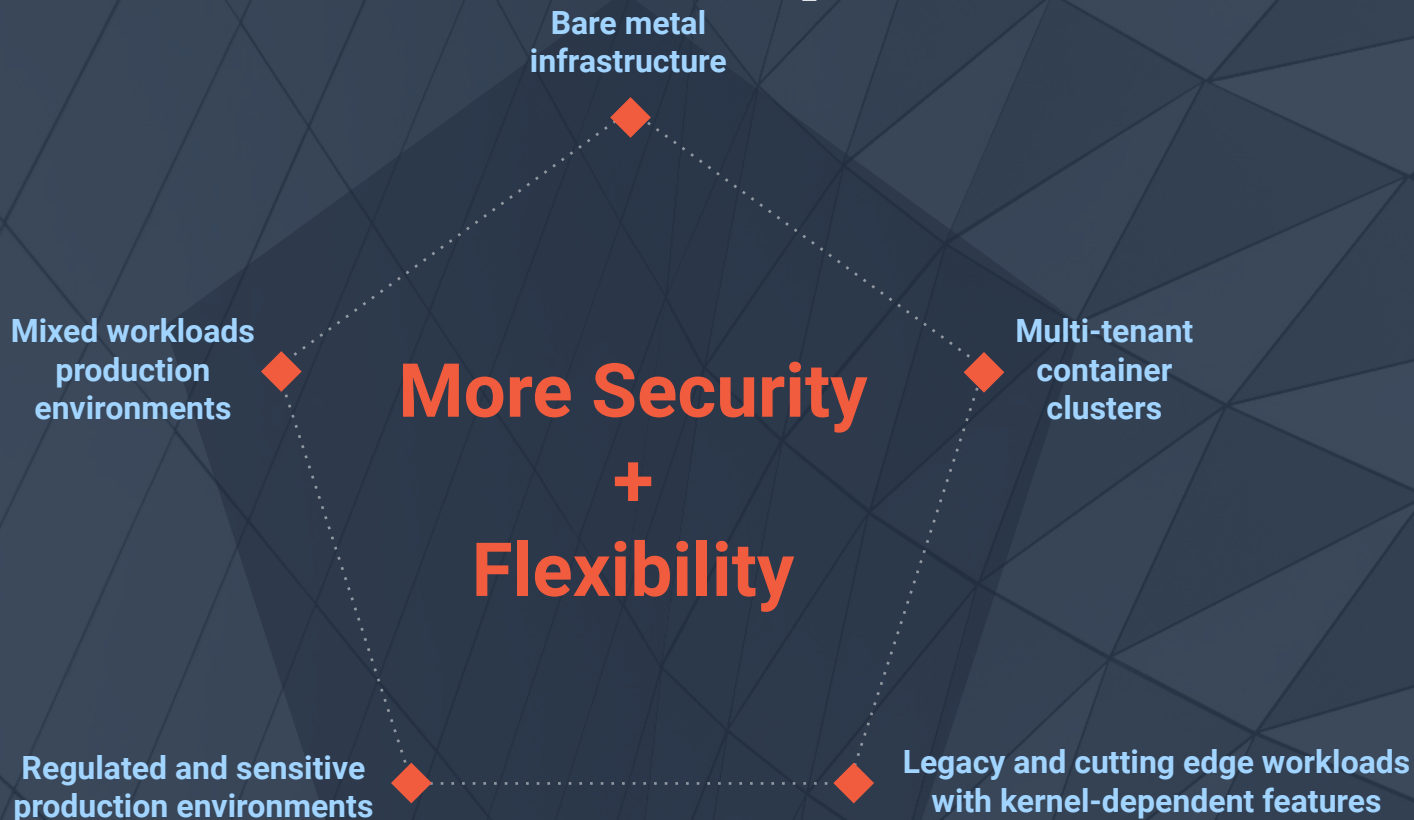 Bare metal
infrastructure
Mixed workloads
production
environments
Multi-tenant
container
clusters
More Security
+
Flexibility
Regulated and sensitive
production environments
Legacy and cutting edge workloads
with kernel-dependent features